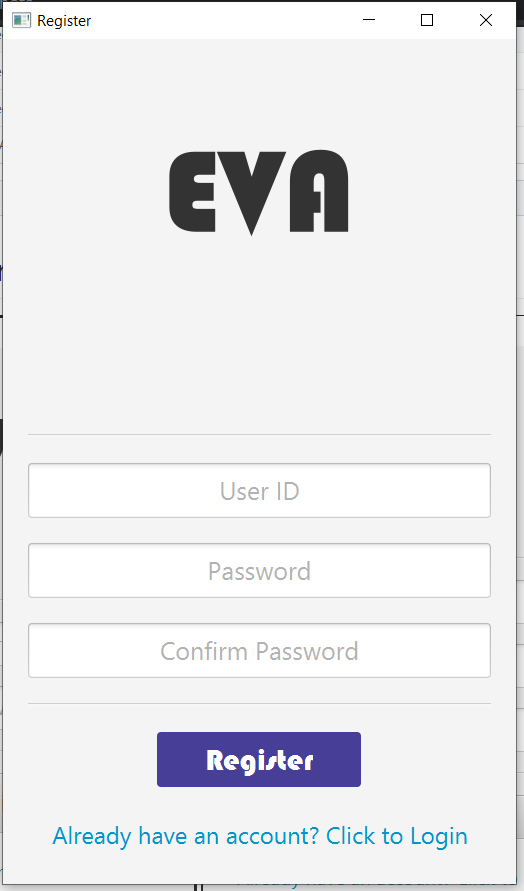 Register
EVA
User ID
Password
Confirm Password
Register
Already have an account? Click to Login